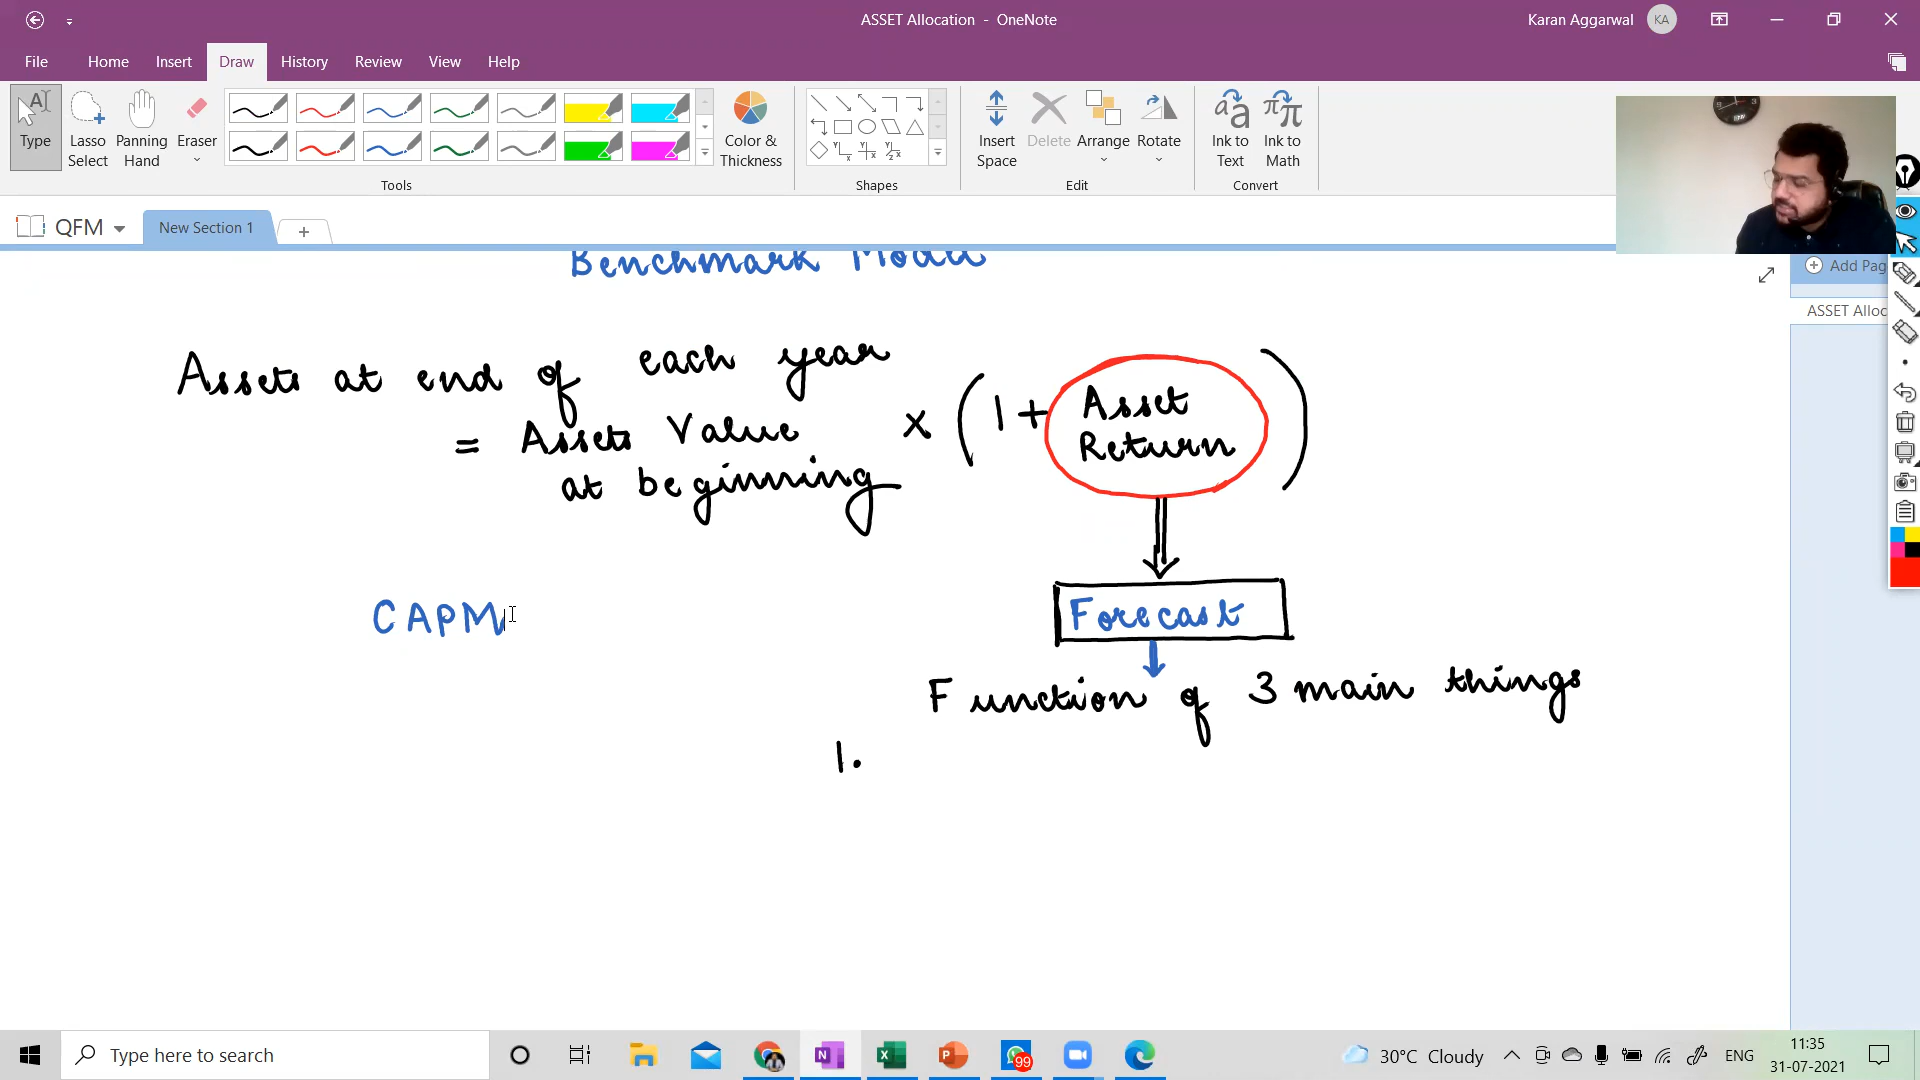 ASSET Allocation - OneNote
Karan Aggarwal KA
File Home Insert Draw History Review View Help
Type
Lasso Select
Panning Hand
Eraser
Color & Thickness
Insert Space
Delete
Arrange
Rotate
Ink to Text
Ink to Math
Tools Shapes Edit Convert
QFM New Section 1 +
Add Pag
ASSET Alloc
Benchmark Model
Assets at end of each year
= Assets Value at beginning × (1 + Asset Return)
CAPM
Forecast
Function of 3 main things
1.
Type here to search
99
30°C Cloudy
ENG
11:35
31-07-2021